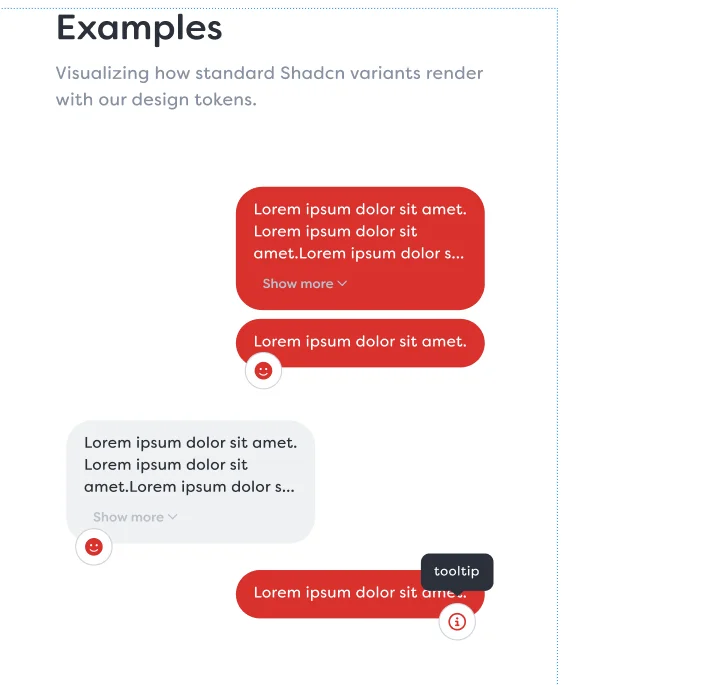 Examples
Visualizing how standard Shadcn variants render
with our design tokens.
Lorem ipsum dolor sit amet.
Lorem ipsum dolor sit
amet.Lorem ipsum dolor s...
Show more
Lorem ipsum dolor sit amet.
Lorem ipsum dolor sit amet.
Lorem ipsum dolor sit
amet.Lorem ipsum dolor s...
Show more
tooltip
Lorem ipsum dolor sit amet.